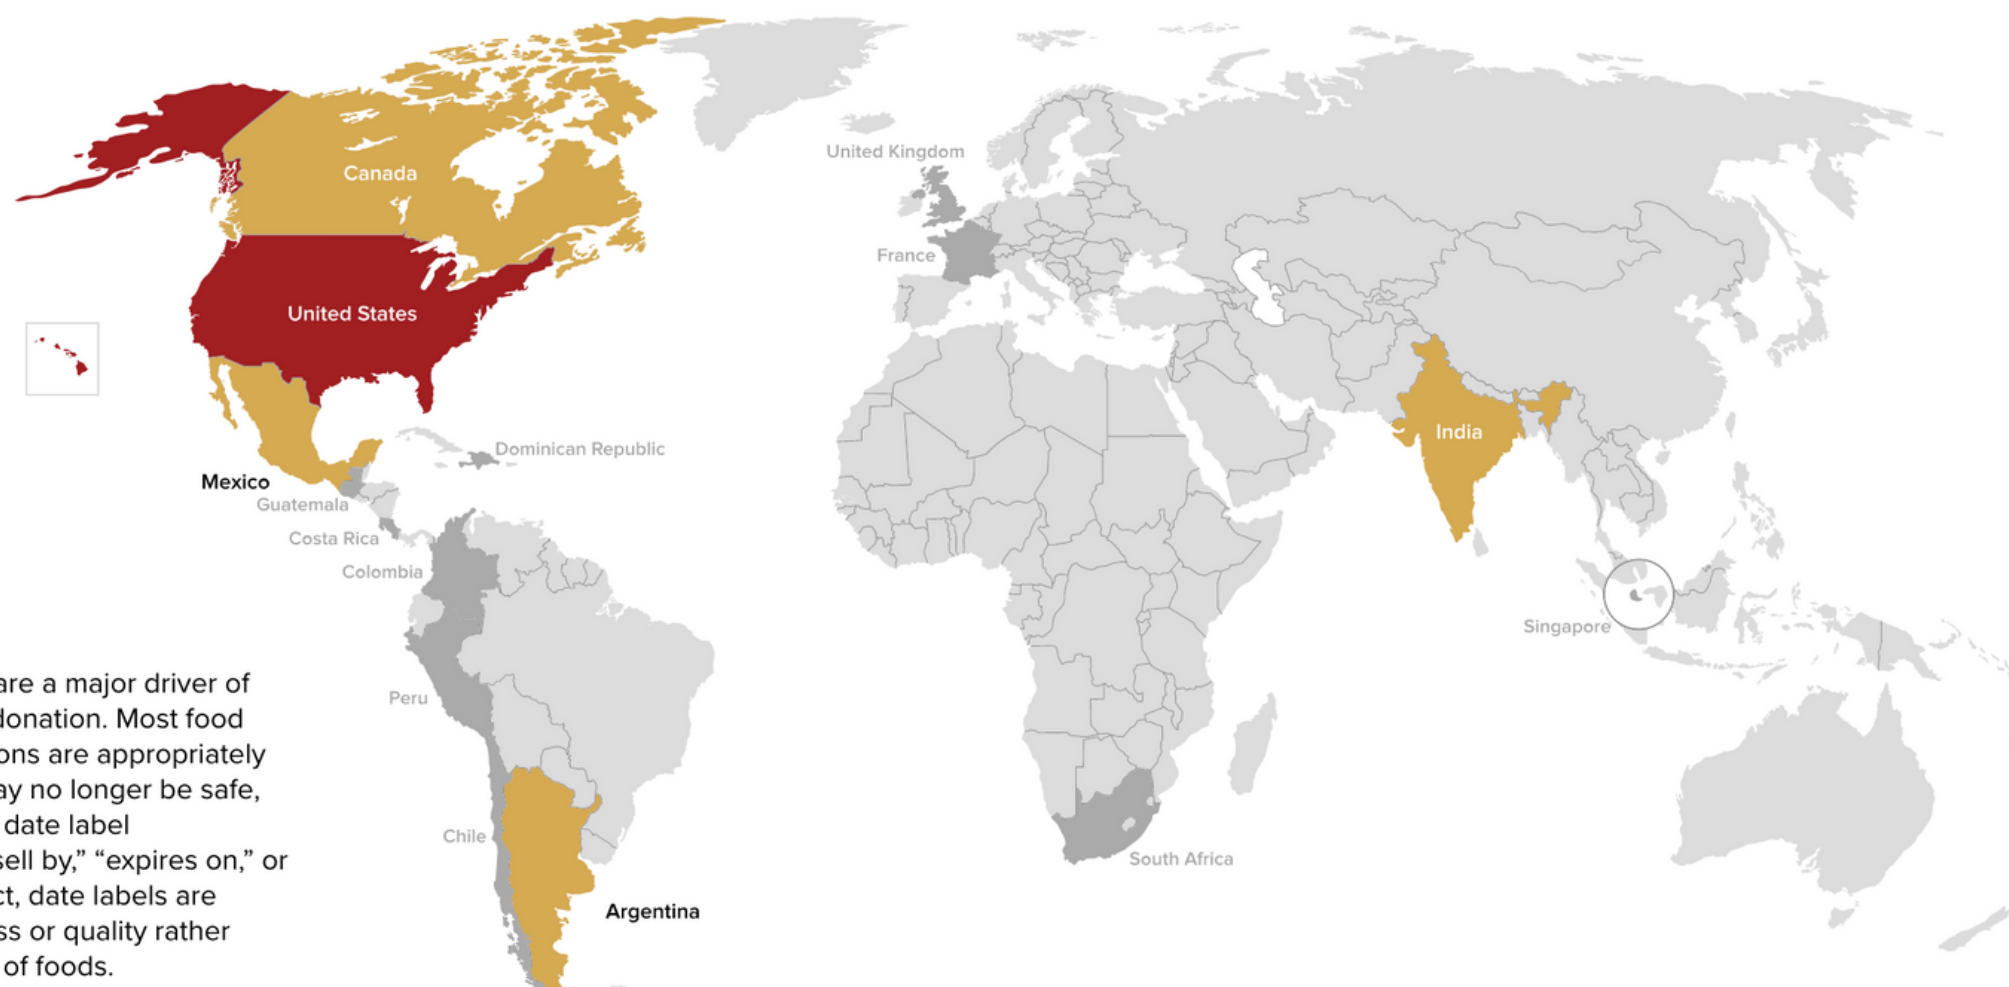 United Kingdom
Canada
France
United States
India
Dominican Republic
Mexico
Guatemala
Costa Rica
Colombia
Singapore
Peru
Chile
South Africa
Argentina
are a major driver of
donation. Most food
ons are appropriately
ay no longer be safe,
date label
sell by,” “expires on,” or
ct, date labels are
ss or quality rather
of foods.